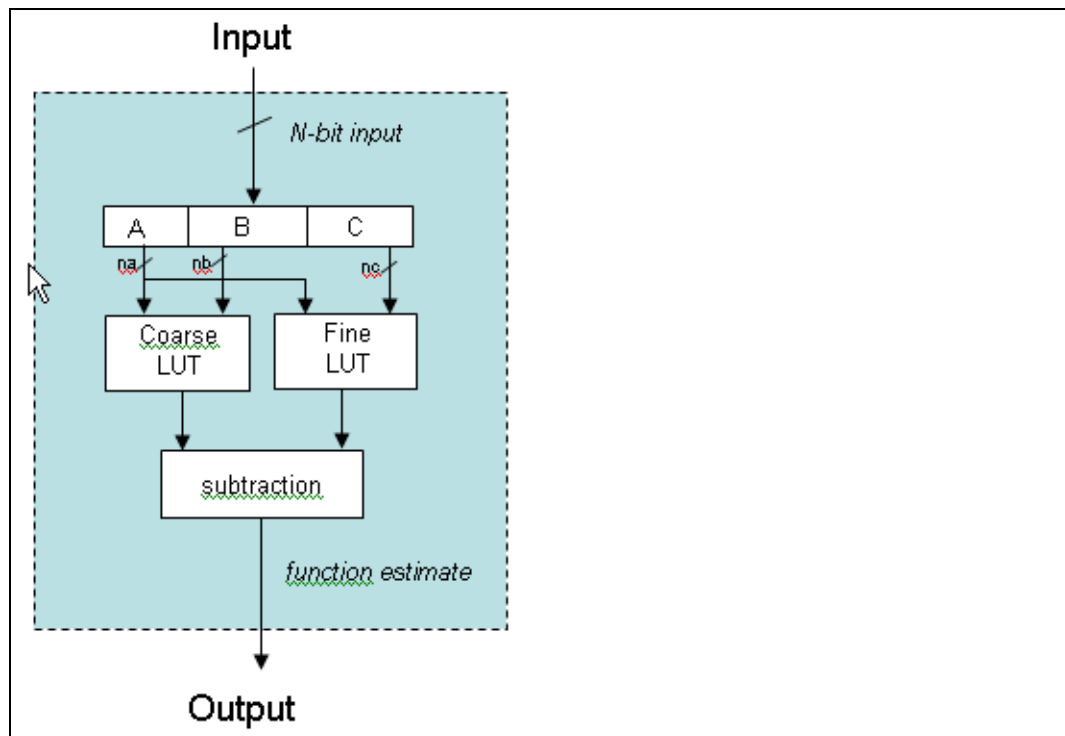 Input
N-bit input
A B C
na nb nc
Coarse
LUT
Fine
LUT
subtraction
function estimate
Output